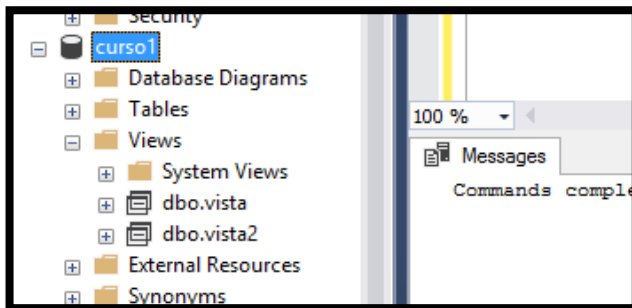 Security
curso1
Database Diagrams
Tables
Views
System Views
dbo.vista
dbo.vista2
External Resources
Synonyms
100 %
Messages
Commands comple